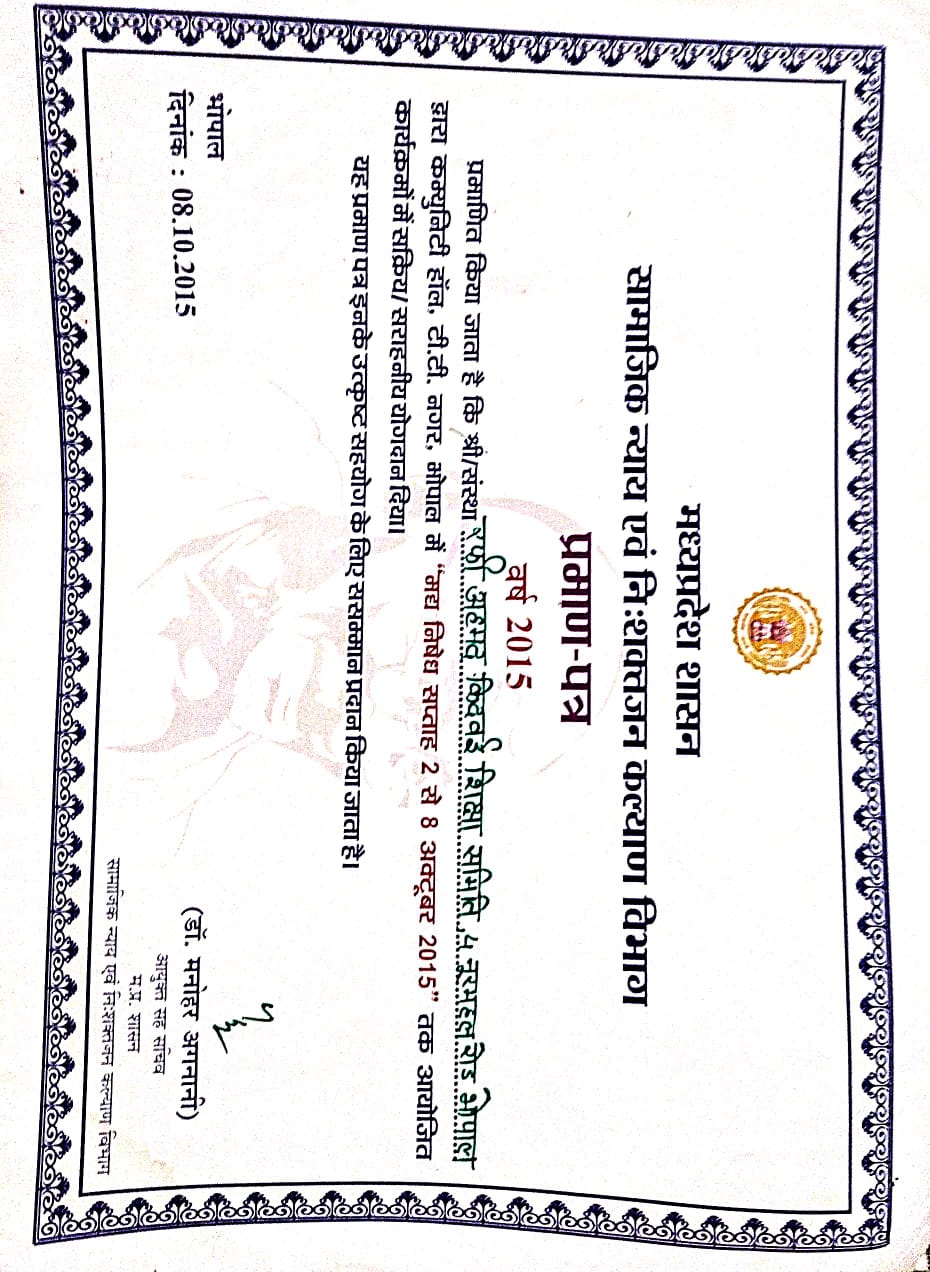 मध्यप्रदेश शासन
सामाजिक न्याय एवं नि:शक्तजन कल्याण विभाग
प्रमाण-पत्र
वर्ष 2015
प्रमाणित किया जाता है कि श्री/संस्था रफी अहमद किदवई शिक्षा समिति, 4 नूरमहल रोड भोपाल
द्वारा कम्युनिटी हॉल, टी.टी. नगर, भोपाल में "मद्य निषेध सप्ताह 2 से 8 अक्टूबर 2015" तक आयोजित
कार्यक्रमों में सक्रिय/ सराहनीय योगदान दिया।
यह प्रमाण पत्र इनके उत्कृष्ट सहयोग के लिए ससम्मान प्रदान किया जाता है।
भोपाल
दिनांक : 08.10.2015
(डॉ. मनोहर अगनानी)
आयुक्त सह सचिव
म.प्र. शासन
सामाजिक न्याय एवं नि:शक्तजन कल्याण विभाग